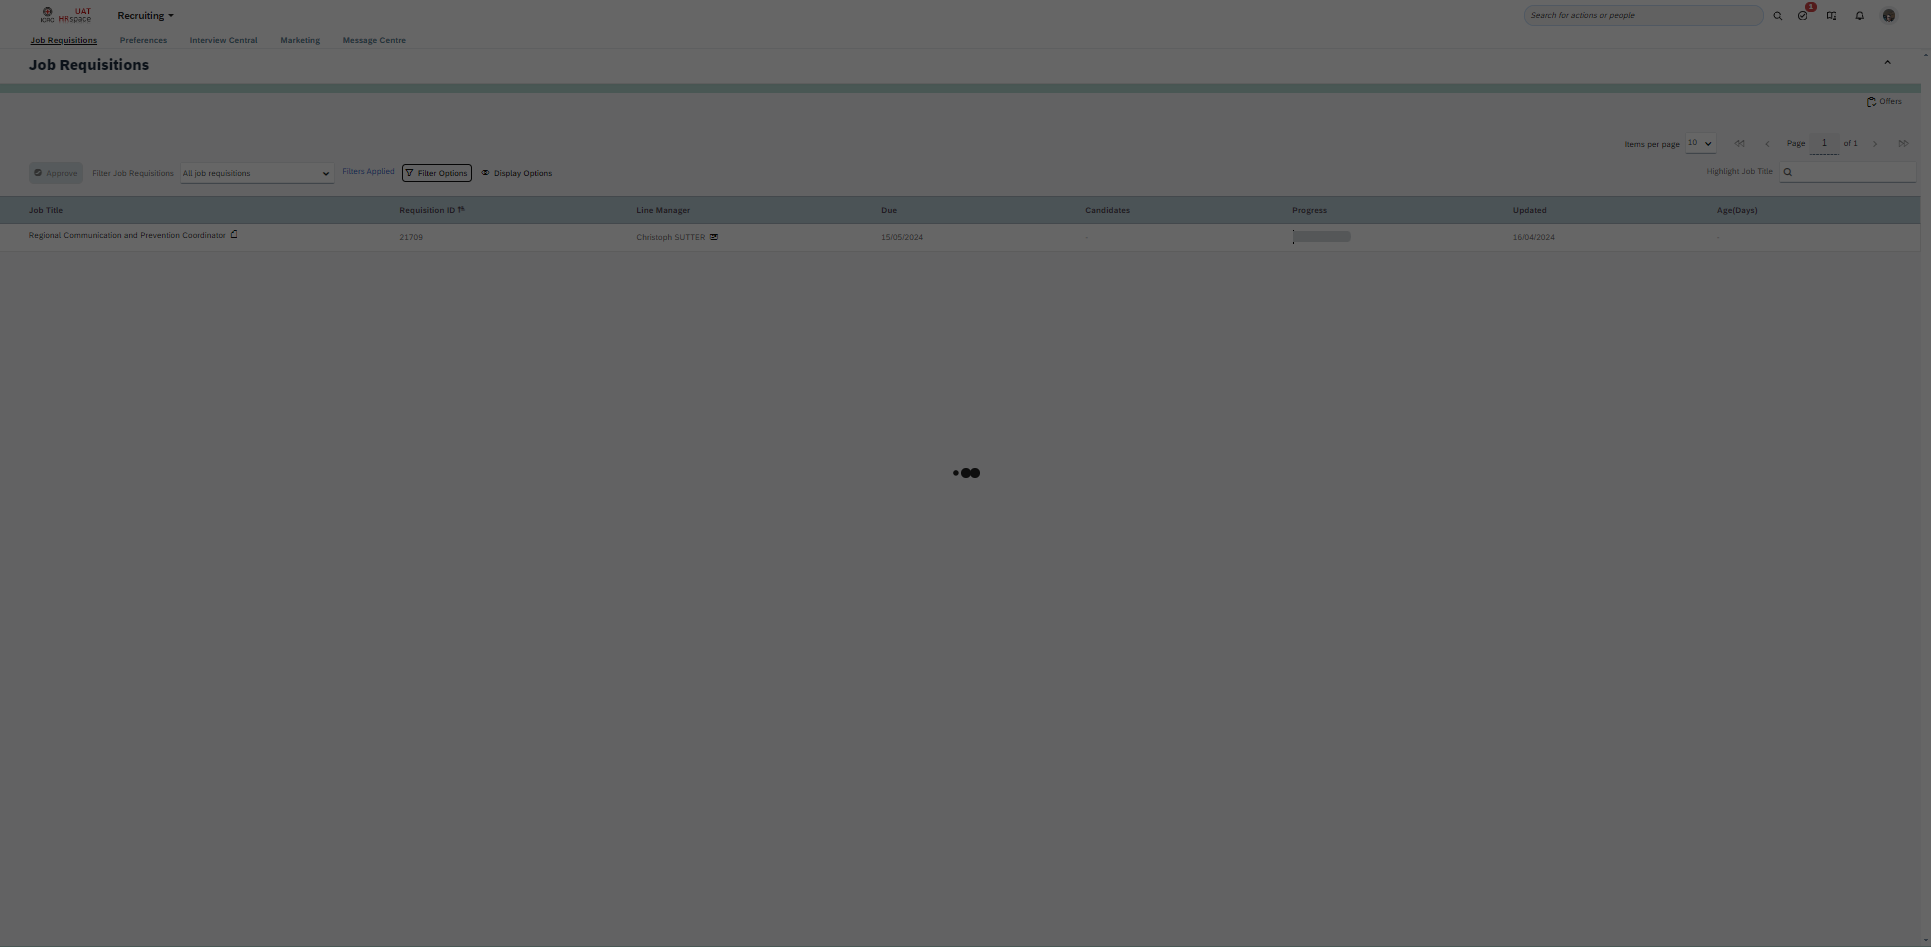 ICRC
UAT
HRspace
Recruiting
Search for actions or people
1
Job Requisitions
Preferences
Interview Central
Marketing
Message Centre
Job Requisitions
Offers
Items per page
10
Page
1
of 1
Approve
Filter Job Requisitions
All job requisitions
Filters Applied
Filter Options
Display Options
Highlight Job Title
Job Title
Requisition ID
Line Manager
Due
Candidates
Progress
Updated
Age(Days)
Regional Communication and Prevention Coordinator
21709
Christoph SUTTER
15/05/2024
-
16/04/2024
-